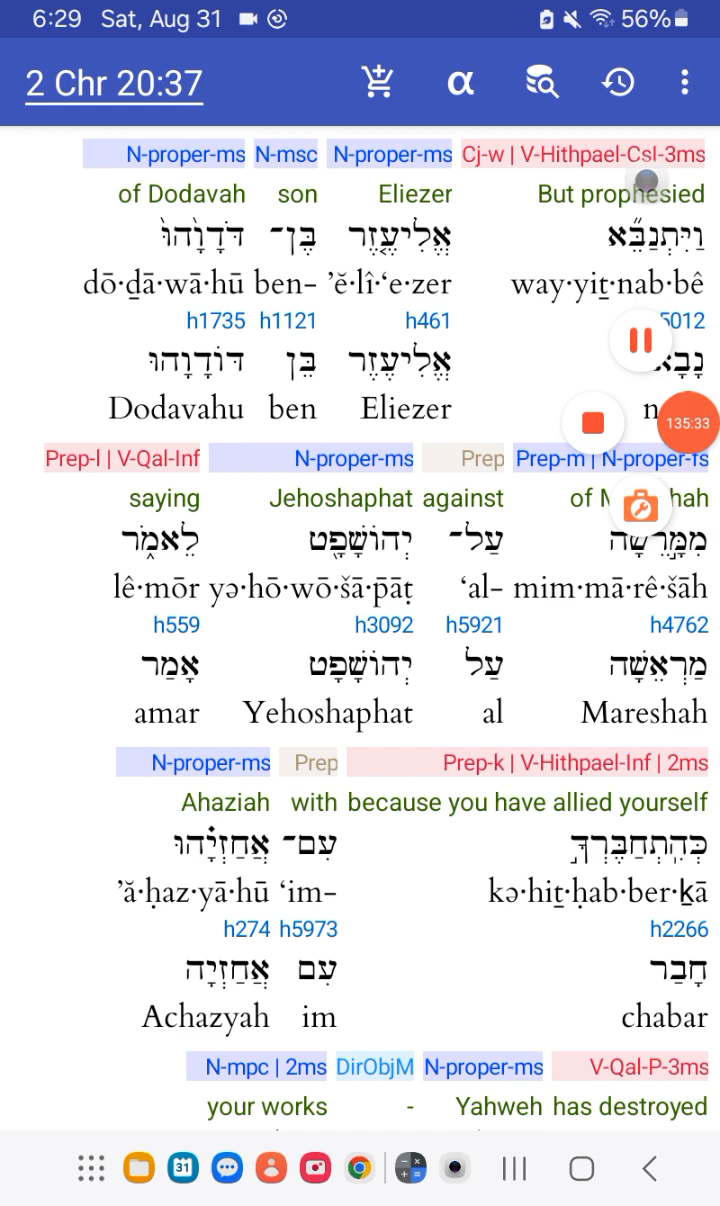 6:29 Sat, Aug 31 56%
2 Chr 20:37 α
N-proper-ms N-msc N-proper-ms Cj-w | V-Hithpael-CsI-3ms
of Dodavah son Eliezer But prophesied
וַיִּתְנַבֵּ֞א אֱלִיעֶ֤זֶר בֶּן־ דֹּדָוָ֙הוּ֙
dō·ḏā·wā·hū ben- ’ĕ·lî·‘e·zer way·yiṯ·nab·bê
h1735 h1121 h461 5012
אֱלִיעֶזֶר בֵּן דּוֹדָוָהוּ
Dodavahu ben Eliezer
135:33
Prep-l | V-Qal-Inf N-proper-ms Prep Prep-m | N-proper-fs
saying Jehoshaphat against of
מִמָּ֣רֵשָׁ֔ה עַל־ יְהוֹשָׁפָ֖ט לֵאמֹ֑ר
lê·mōr yə·hō·wō·šā·p̄āṭ ‘al- mim·mā·rê·šāh
h559 h3092 h5921 h4762
מַרְאֵשָׁה עַל יְהוֹשָׁפָט אָמַר
amar Yehoshaphat al Mareshah
N-proper-ms Prep Prep-k | V-Hithpael-Inf | 2ms
Ahaziah with because you have allied yourself
כְּהִֽתְחַבֶּרְךָ֣ עִם־ אֲחַזְיָ֗הוּ
’ă·ḥaz·yā·hū ‘im- kə·hiṯ·ḥab·ber·ḵā
h274 h5973 h2266
חָבַר עִם אֲחַזְיָה
Achazyah im chabar
N-mpc | 2ms DirObjM N-proper-ms V-Qal-P-3ms
your works - Yahweh has destroyed
31